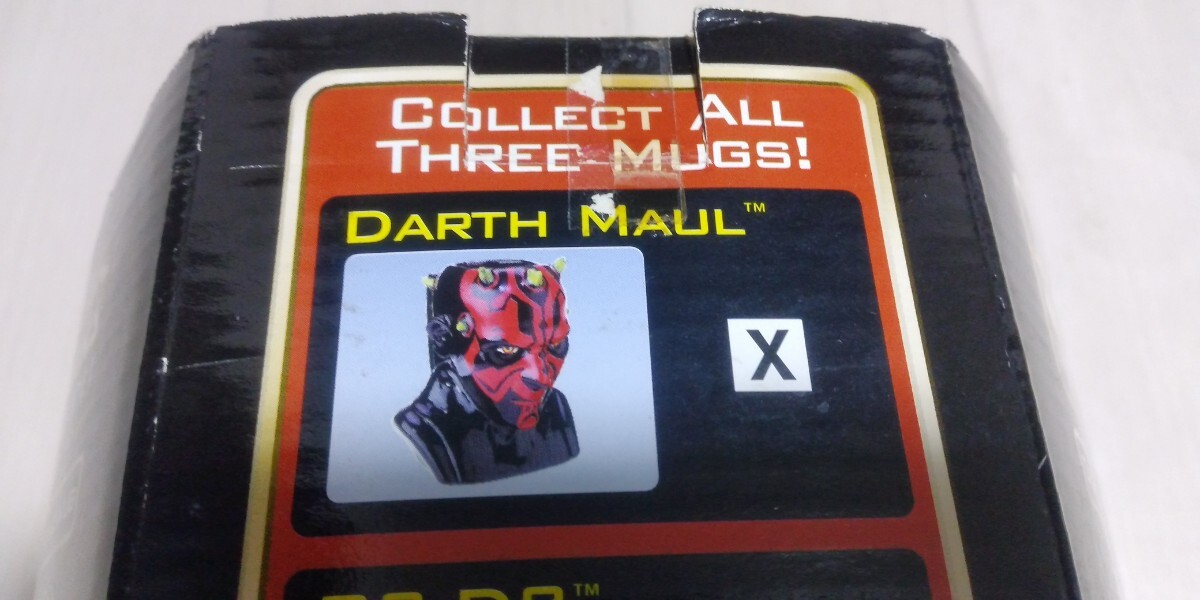 COLLECT ALL
THREE MUGS!
DARTH MAUL™
X